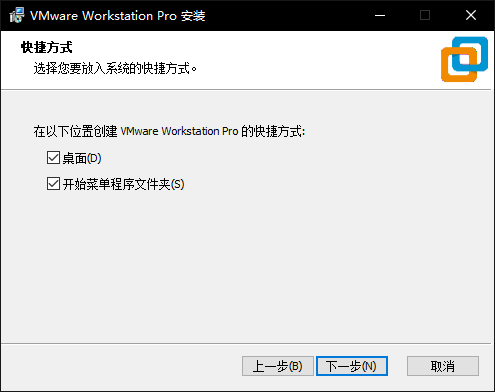 VMware Workstation Pro 安装
快捷方式
选择您要放入系统的快捷方式。
在以下位置创建 VMware Workstation Pro 的快捷方式:
桌面(D)
开始菜单程序文件夹(S)
上一步(B) 下一步(N) 取消